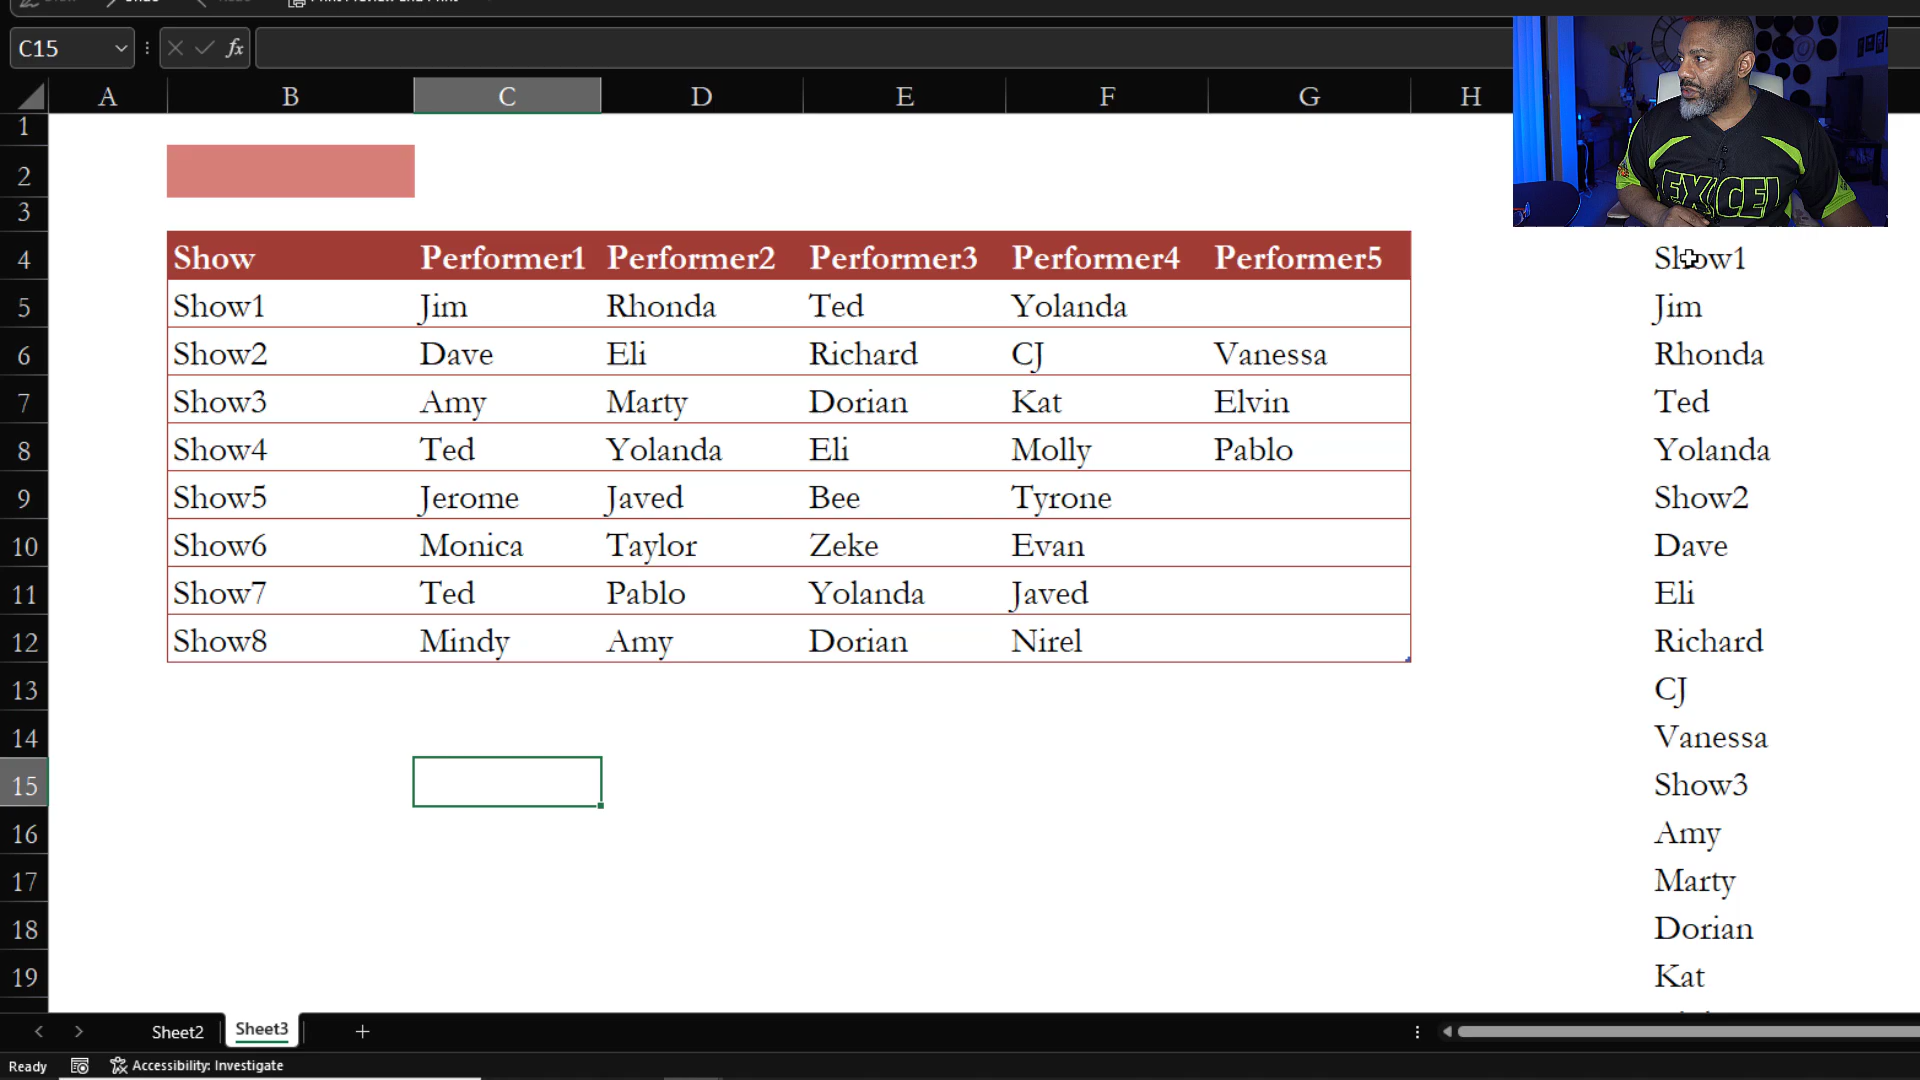 C15 fx
A B C D E F G H
1
2
3
4 Show Performer1 Performer2 Performer3 Performer4 Performer5 Show1
5 Show1 Jim Rhonda Ted Yolanda Jim
6 Show2 Dave Eli Richard CJ Vanessa Rhonda
7 Show3 Amy Marty Dorian Kat Elvin Ted
8 Show4 Ted Yolanda Eli Molly Pablo Yolanda
9 Show5 Jerome Javed Bee Tyrone Show2
10 Show6 Monica Taylor Zeke Evan Dave
11 Show7 Ted Pablo Yolanda Javed Eli
12 Show8 Mindy Amy Dorian Nirel Richard
13 CJ
14 Vanessa
15 Show3
16 Amy
17 Marty
18 Dorian
19 Kat
EXCEL
Sheet2 Sheet3
Ready Accessibility: Investigate